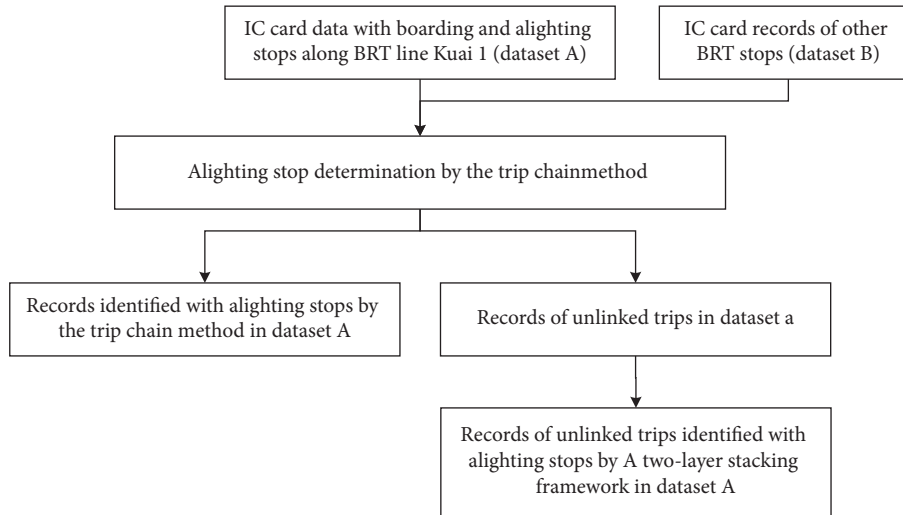 IC card data with boarding and alighting
stops along BRT line Kuai 1 (dataset A)
IC card records of other
BRT stops (dataset B)
Alighting stop determination by the trip chainmethod
Records identified with alighting stops by
the trip chain method in dataset A
Records of unlinked trips in dataset a
Records of unlinked trips identified with
alighting stops by A two-layer stacking
framework in dataset A